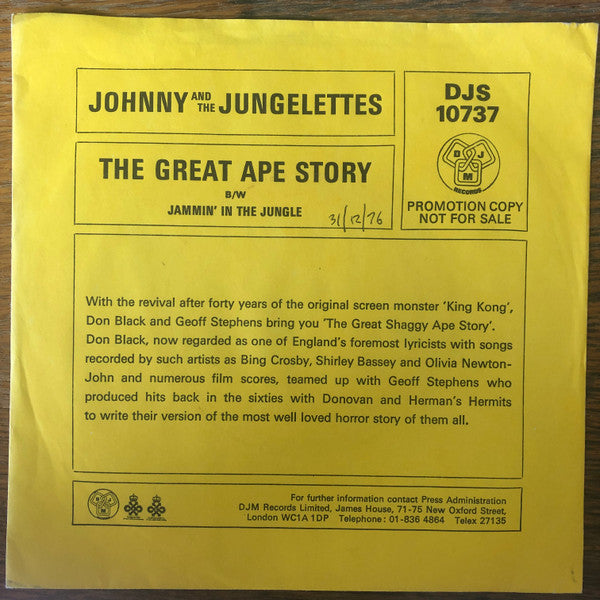 JOHNNY AND THE JUNGELETTES
DJS
10737
THE GREAT APE STORY
B/W
JAMMIN' IN THE JUNGLE
31/12/76
D J
M
RECORDS
PROMOTION COPY
NOT FOR SALE
With the revival after forty years of the original screen monster 'King Kong',
Don Black and Geoff Stephens bring you 'The Great Shaggy Ape Story'.
Don Black, now regarded as one of England's foremost lyricists with songs
recorded by such artists as Bing Crosby, Shirley Bassey and Olivia Newton-
John and numerous film scores, teamed up with Geoff Stephens who
produced hits back in the sixties with Donovan and Herman's Hermits
to write their version of the most well loved horror story of them all.
For further information contact Press Administration
DJM Records Limited, James House, 71-75 New Oxford Street,
London WC1A 1DP Telephone: 01-836 4864 Telex 27135